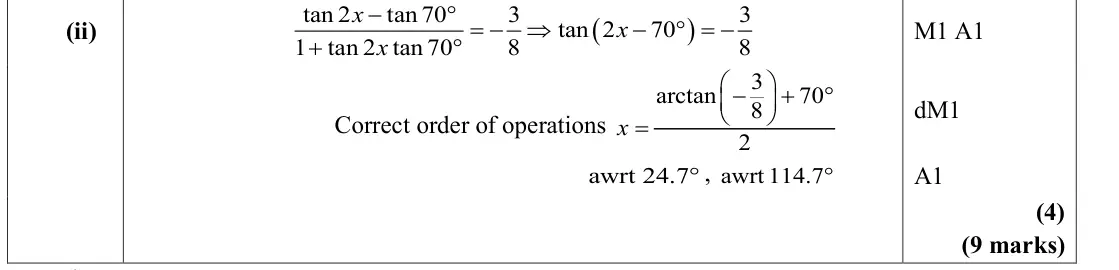 (ii) (tan 2x − tan 70°)/(1 + tan 2x tan 70°) = −3/8 ⇒ tan(2x − 70°) = −3/8 M1 A1
Correct order of operations x = (arctan(−3/8) + 70°)/2 dM1
awrt 24.7° , awrt 114.7° A1
(4)
(9 marks)